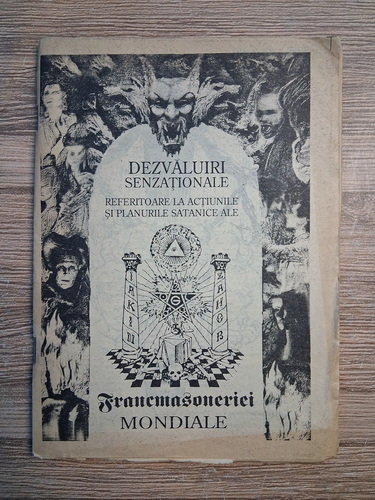 DEZVĂLUIRI
SENZAȚIONALE
REFERITOARE LA ACȚIUNILE
ȘI PLANURILE SATANICE ALE
G
Francmasoneriei
MONDIALE